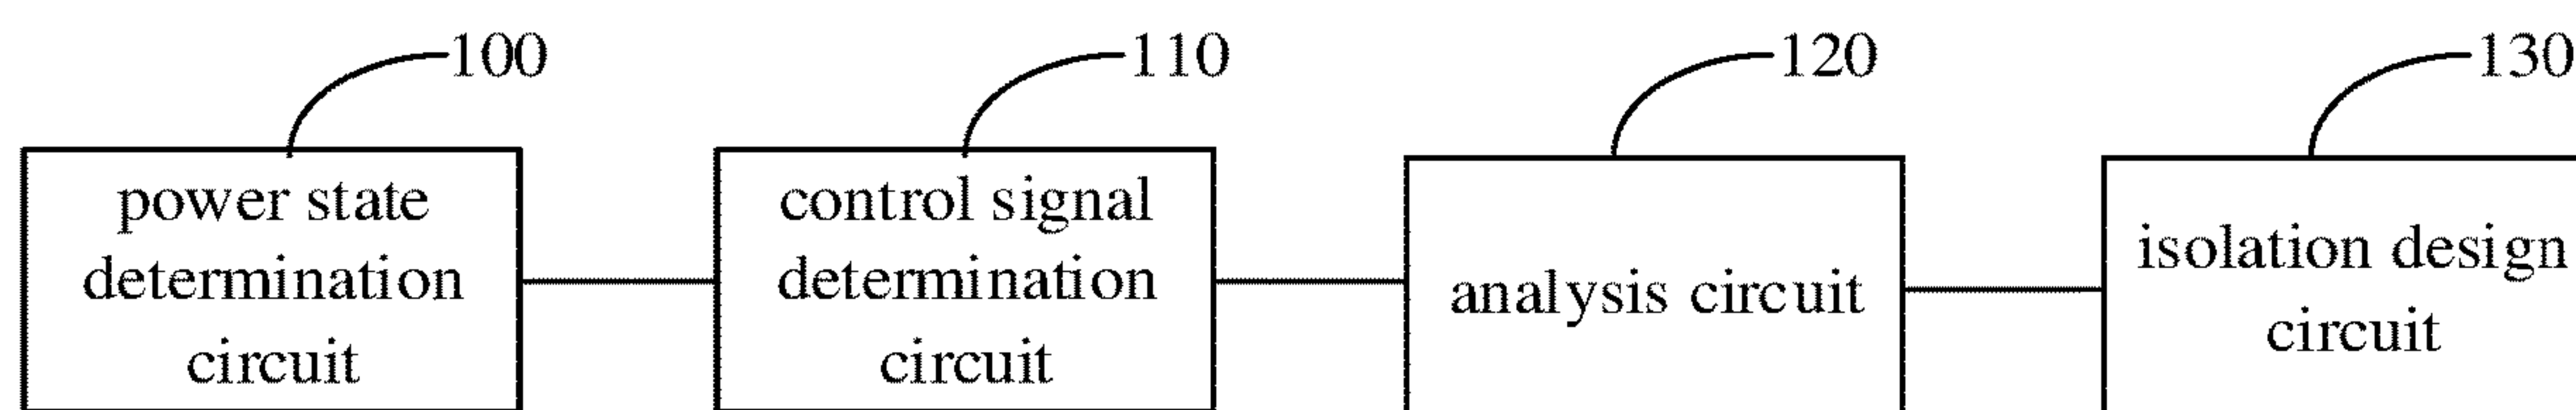 100
110
120
130
power state
determination
circuit
control signal
determination
circuit
analysis circuit
isolation design
circuit